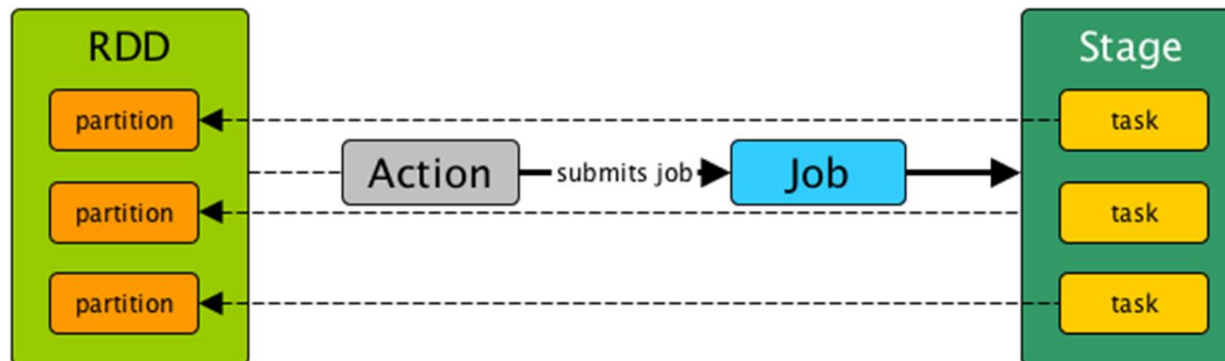 RDD
partition
partition
partition
Action
submits job
Job
Stage
task
task
task